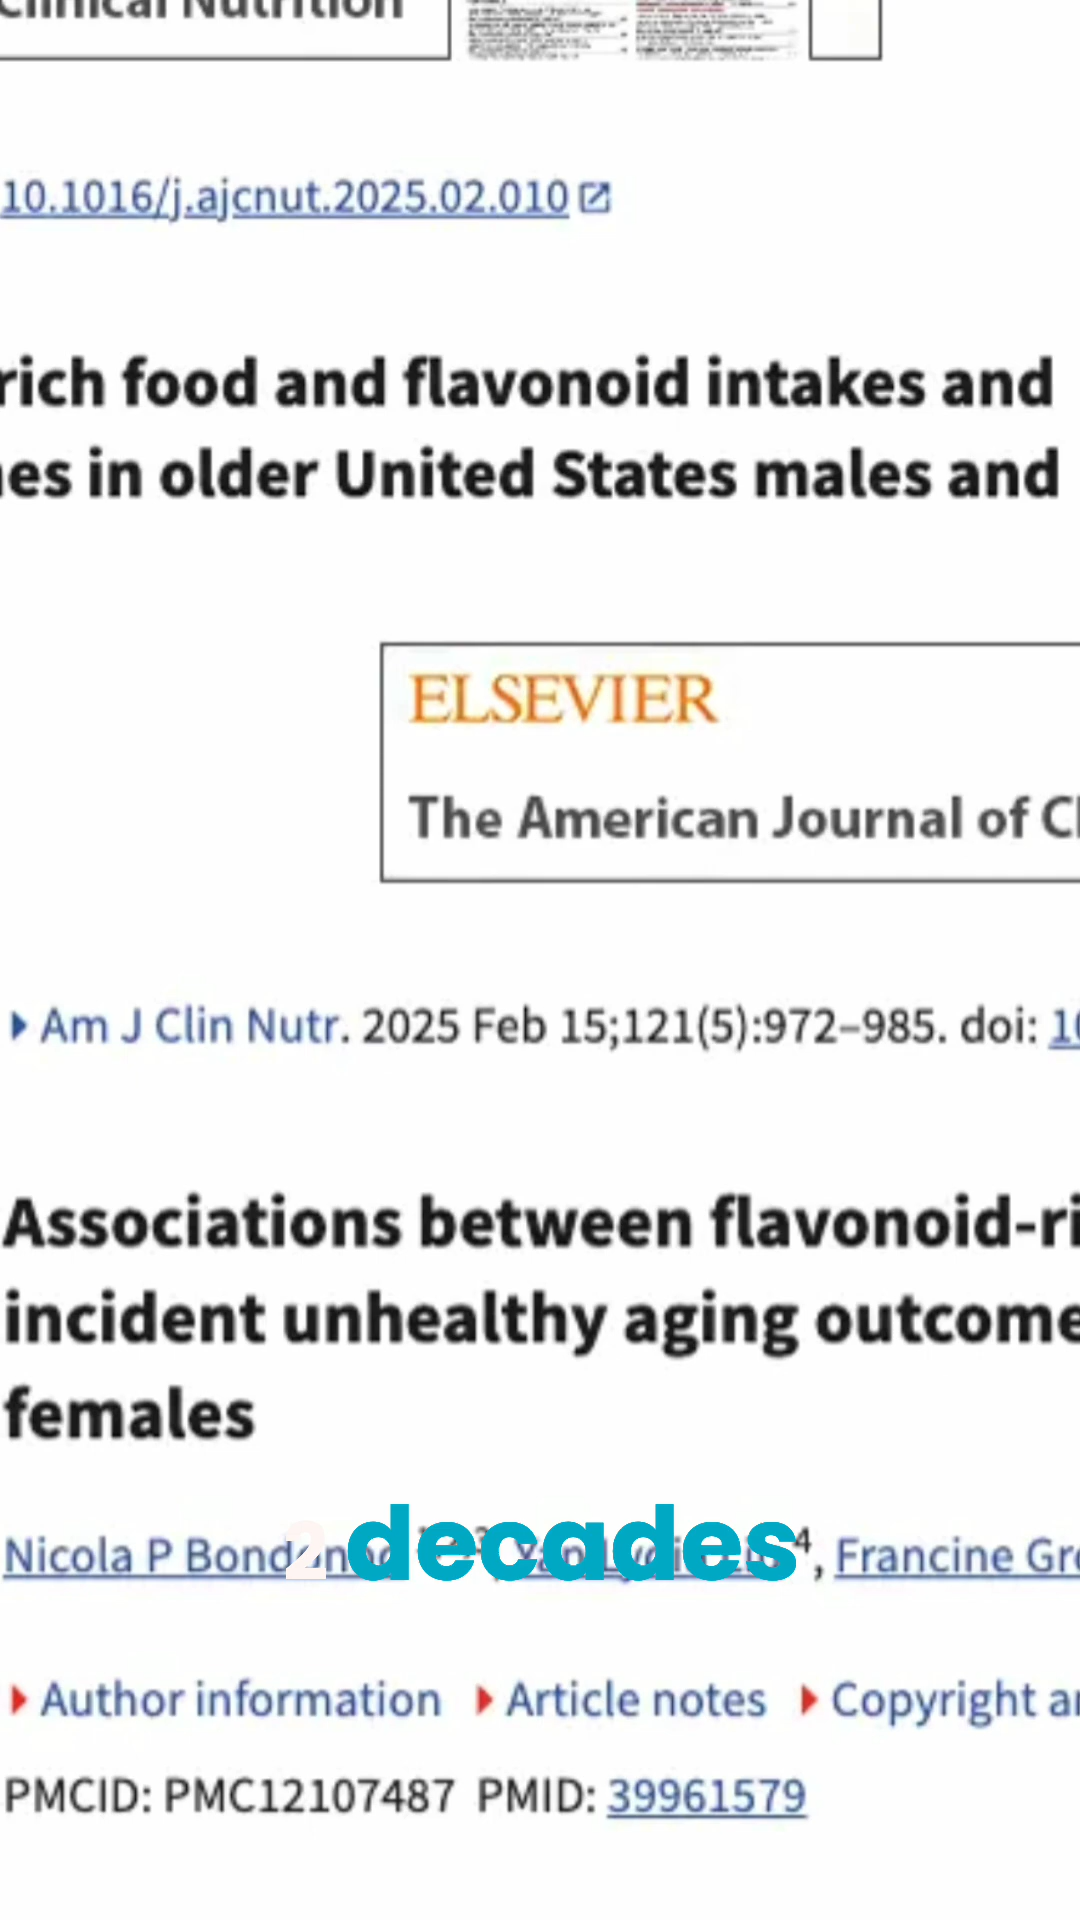 Clinical Nutrition
10.1016/j.ajcnut.2025.02.010
rich food and flavonoid intakes and
nes in older United States males and
ELSEVIER
The American Journal of Cl
Am J Clin Nutr. 2025 Feb 15;121(5):972–985. doi: 10
Associations between flavonoid-ri
incident unhealthy aging outcome
females
Nicola P 4, Francine Gr
2 decades
Author information Article notes Copyright a
PMCID: PMC12107487 PMID: 39961579